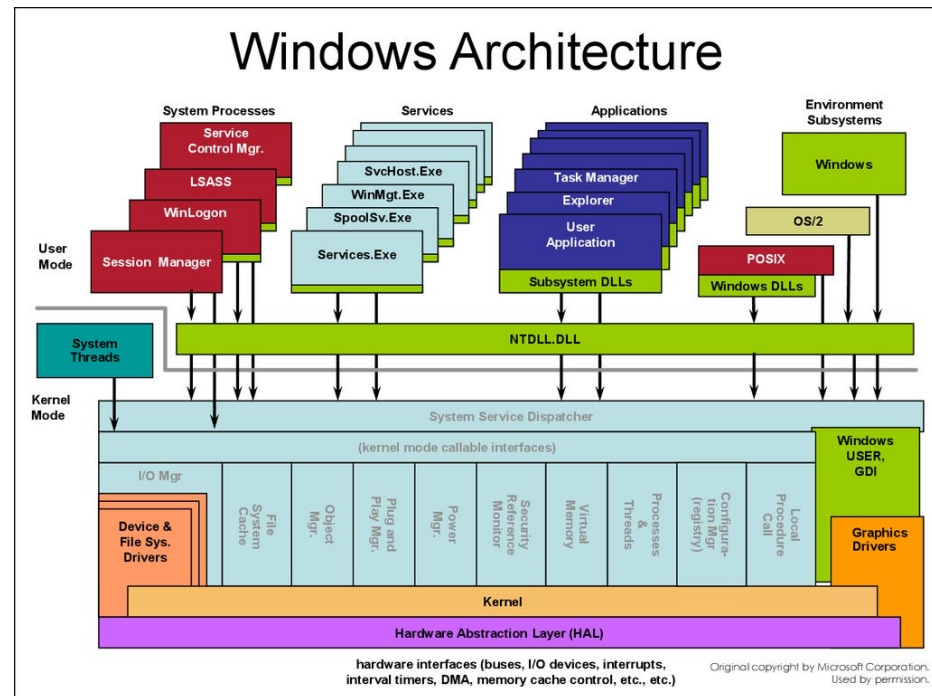 Windows Architecture
System Processes
Services
Applications
Environment
Subsystems
Service
Control Mgr.
LSASS
WinLogon
Session Manager
SvcHost.Exe
WinMgt.Exe
SpoolSv.Exe
Services.Exe
Task Manager
Explorer
User
Application
Subsystem DLLs
Windows
OS/2
POSIX
Windows DLLs
User
Mode
System
Threads
NTDLL.DLL
Kernel
Mode
System Service Dispatcher
(kernel mode callable interfaces)
Windows
USER,
GDI
I/O Mgr
Device &
File Sys.
Drivers
File
System
Cache
Object
Mgr.
Plug and
Play Mgr.
Power
Mgr.
Security
Reference
Monitor
Virtual
Memory
Processes
&
Threads
Configura-
tion Mgr
(registry)
Local
Procedure
Call
Graphics
Drivers
Kernel
Hardware Abstraction Layer (HAL)
hardware interfaces (buses, I/O devices, interrupts,
interval timers, DMA, memory cache control, etc., etc.)
Original copyright by Microsoft Corporation.
Used by permission.